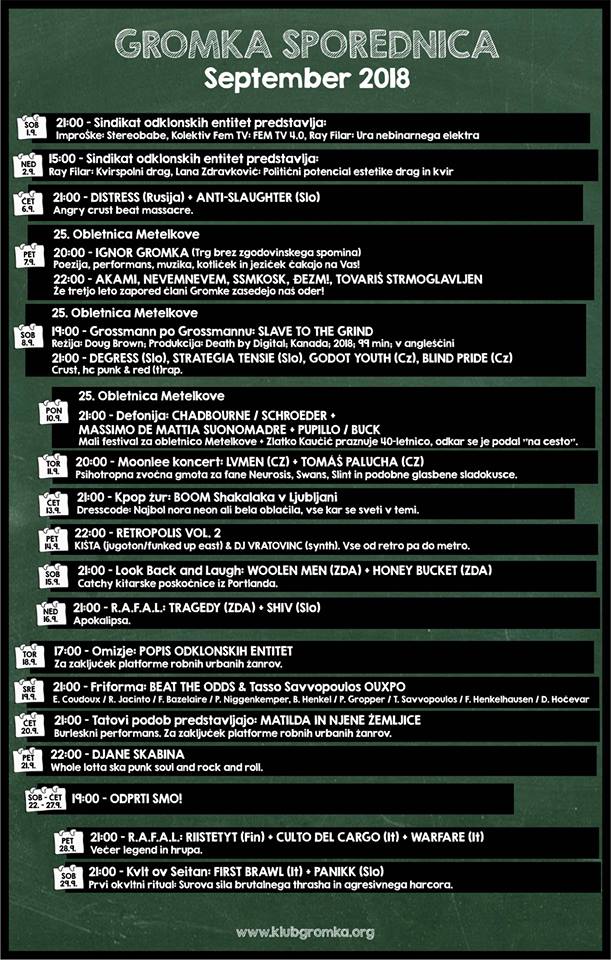 GROMKA SPOREDNICA
September 2018
SOB
1.9.
21:00 - Sindikat odklonskih entitet predstavlja:
Improške: Stereobabe, Kolektiv Fem TV: FEM TV 4.0, Ray Filar: Ura nebinarnega elektra
NED
2.9.
15:00 - Sindikat odklonskih entitet predstavlja:
Ray Filar: Kvirspolni drag, Lana Zdravković: Politični potencial estetike drag in kvir
ČET
6.9.
21:00 - DISTRESS (Rusija) + ANTI-SLAUGHTER (Slo)
Angry crust beat massacre.
PET
7.9.
25. Obletnica Metelkove
20:00 - IGNOR GROMKA (Trg brez zgodovinskega spomina)
Poezija, performans, muzika, kotliček in jeziček čakajo na Vas!
22:00 - AKAMI, NEVEMNEVEM, SSMKOSK, ĐEZM!, TOVARIŠ STRMOGLAVLJEN
Že tretjo leto zapored člani Gromke zasedejo naš oder!
SOB
8.9.
25. Obletnica Metelkove
19:00 - Grossmann po Grossmannu: SLAVE TO THE GRIND
Režija: Doug Brown; Produkcija: Death by Digital; Kanada; 2018; 99 min; v angleščini
21:00 - DEGRESS (Slo), STRATEGIA TENSIE (Slo), GODOT YOUTH (Cz), BLIND PRIDE (Cz)
Crust, hc punk & red (t)rap.
PON
10.9.
25. Obletnica Metelkove
21:00 - Defonija: CHADBOURNE / SCHROEDER +
MASSIMO DE MATTIA SUONOMADRE + PUPILLO / BUCK
Mali festival za obletnico Metelkove + Zlatko Kaučič praznuje 40-letnico, odkar se je podal "na cesto".
TOR
11.9.
20:00 - Moonlee koncert: LVMEN (CZ) + TOMÁŠ PALUCHA (CZ)
Psihotropna zvočna gmota za fane Neurosis, Swans, Slint in podobne glasbene sladokusce.
ČET
13.9.
21:00 - Kpop žur: BOOM Shakalaka v Ljubljani
Dresscode: Najbol nora neon ali bela oblačila, vse kar se sveti v temi.
PET
14.9.
22:00 - RETROPOLIS VOL. 2
KIŠTA (jugoton/funked up east) & DJ VRATOVINC (synth). Vse od retro pa do metro.
SOB
15.9.
21:00 - Look Back and Laugh: WOOLEN MEN (ZDA) + HONEY BUCKET (ZDA)
Catchy kitarske poskočnice iz Portlanda.
NED
16.9.
21:00 - R.A.F.A.L.: TRAGEDY (ZDA) + SHIV (Slo)
Apokalipsa.
TOR
18.9.
17:00 - Omizje: POPIS ODKLONSKIH ENTITET
Za zaključek platforme robnih urbanih žanrov.
SRE
19.9.
21:00 - Friforma: BEAT THE ODDS & Tasso Savvopoulos OUXPO
E. Coudoux / R. Jacinto / F. Bazelaire / P. Niggenkemper, B. Henkel / P. Gropper / T. Savvopoulos / F. Henkelhausen / D. Hočevar
ČET
20.9.
21:00 - Tatovi podob predstavljajo: MATILDA IN NJENE ŽEMLJICE
Burleskni performans. Za zaključek platforme robnih urbanih žanrov.
PET
21.9.
22:00 - DJANE SKABINA
Whole lotta ska punk soul and rock and roll.
SOB - ČET
22. - 27.9.
19:00 - ODPRTI SMO!
PET
28.9.
21:00 - R.A.F.A.L.: RIISTETYT (Fin) + CULTO DEL CARGO (It) + WARFARE (It)
Večer legend in hrupa.
SOB
29.9.
21:00 - Kvlt ov Seitan: FIRST BRAWL (It) + PANIKK (Slo)
Prvi okvitni ritual: Surova sila brutalnega thrasha in agresivnega harcora.
www.klubgromka.org